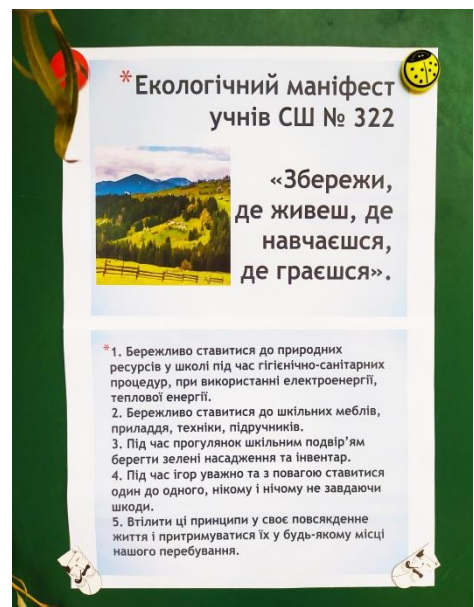 *Екологічний маніфест
учнів СШ № 322
«Збережи,
де живеш, де
навчаєшся,
де граєшся».
*1. Бережливо ставитися до природних
ресурсів у школі під час гігієнічно-санітарних
процедур, при використанні електроенергії,
теплової енергії.
2. Бережливо ставитися до шкільних меблів,
приладдя, техніки, підручників.
3. Під час прогулянок шкільним подвір’ям
берегти зелені насадження та інвентар.
4. Під час ігор уважно та з повагою ставитися
один до одного, нікому і нічому не завдаючи
шкоди.
5. Втілити ці принципи у своє повсякденне
життя і притримуватися їх у будь-якому місці
нашого перебування.